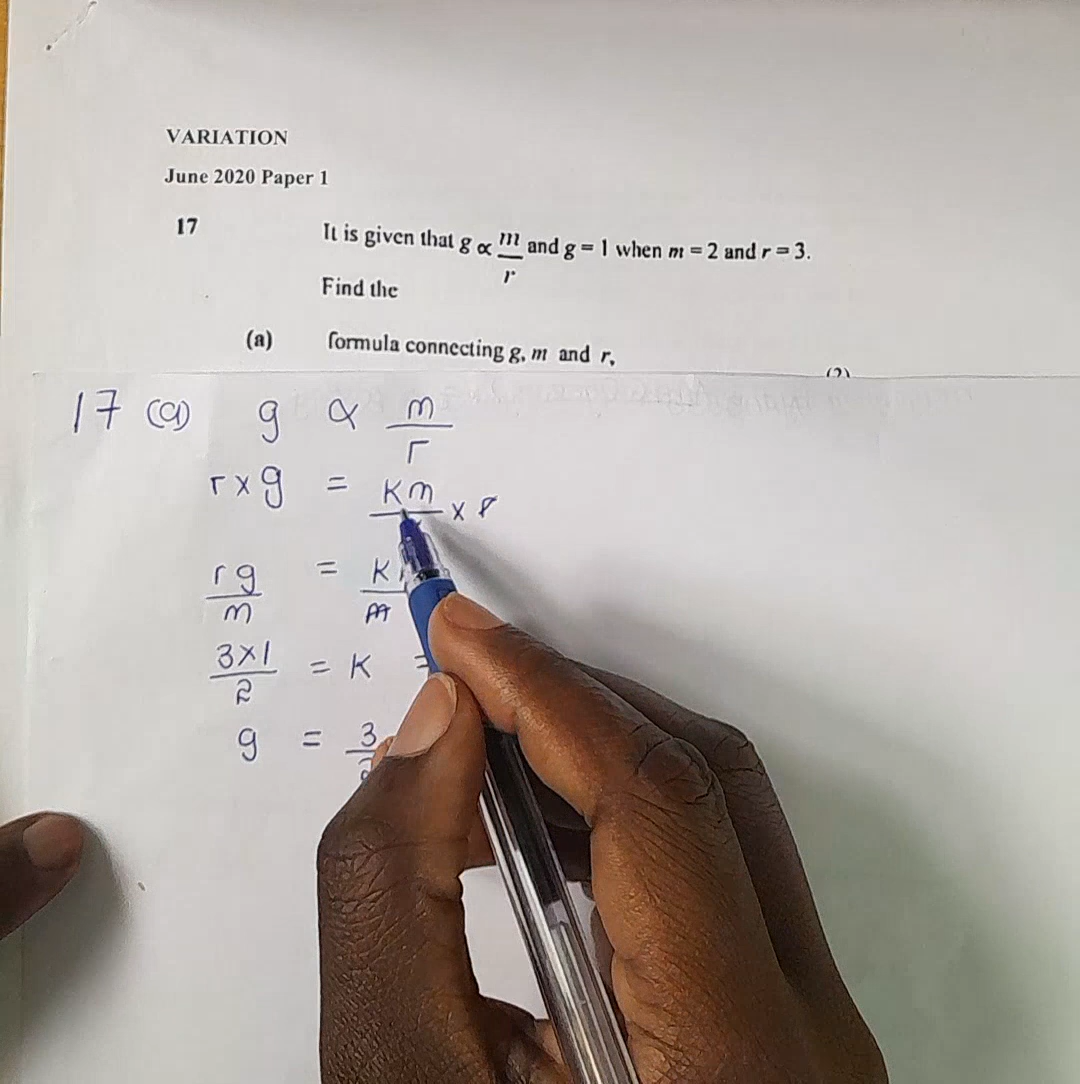 VARIATION
June 2020 Paper 1
17 It is given that g ∝ m/r and g = 1 when m = 2 and r = 3.
Find the
(a) formula connecting g, m and r,
(2)
17 (a) g ∝ m/r
r × g = km/ × r
rg/m = k/m
3×1/2 = K =
g = 3/